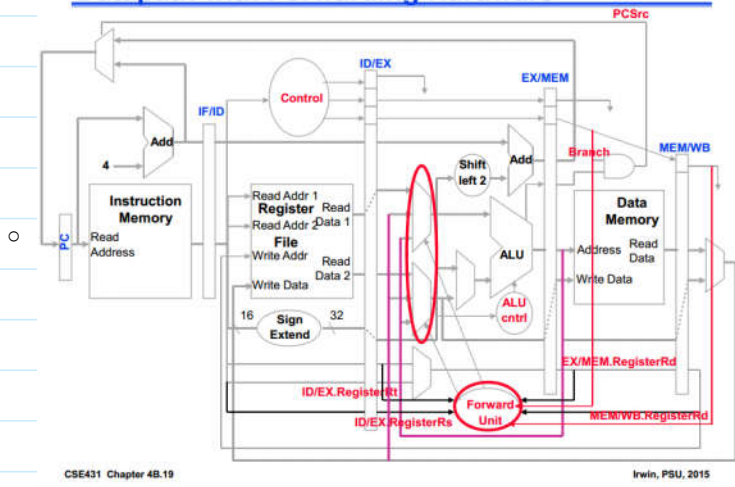 PCSrc
ID/EX
EX/MEM
Control
IF/ID
MEM/WB
Branch
Add
Add
Shift
left 2
4
Instruction
Memory
Read Addr 1
Register
Read
Data 1
Read Addr 2
File
Write Addr
Read
Data 2
Write Data
Data
Memory
PC
Read
Address
ALU
Address
Read
Data
Write Data
16
Sign
Extend
32
ALU
cntrl
EX/MEM.RegisterRd
ID/EX.RegisterRt
Forward
Unit
MEM/WB.RegisterRd
ID/EX.RegisterRs
CSE431 Chapter 4B.19
Irwin, PSU, 2015